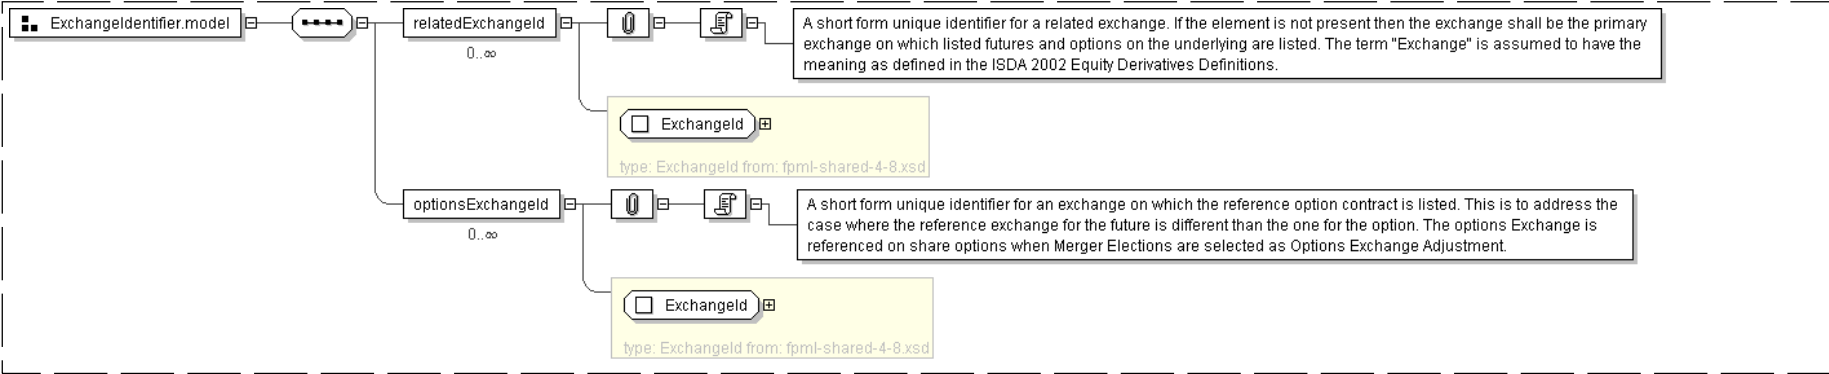 ExchangeIdentifier.model
relatedExchangeId
0..∞
A short form unique identifier for a related exchange. If the element is not present then the exchange shall be the primary
exchange on which listed futures and options on the underlying are listed. The term "Exchange" is assumed to have the
meaning as defined in the ISDA 2002 Equity Derivatives Definitions.
ExchangeId
type: ExchangeId from: fpml-shared-4-8.xsd
optionsExchangeId
0..∞
A short form unique identifier for an exchange on which the reference option contract is listed. This is to address the
case where the reference exchange for the future is different than the one for the option. The options Exchange is
referenced on share options when Merger Elections are selected as Options Exchange Adjustment.
ExchangeId
type: ExchangeId from: fpml-shared-4-8.xsd